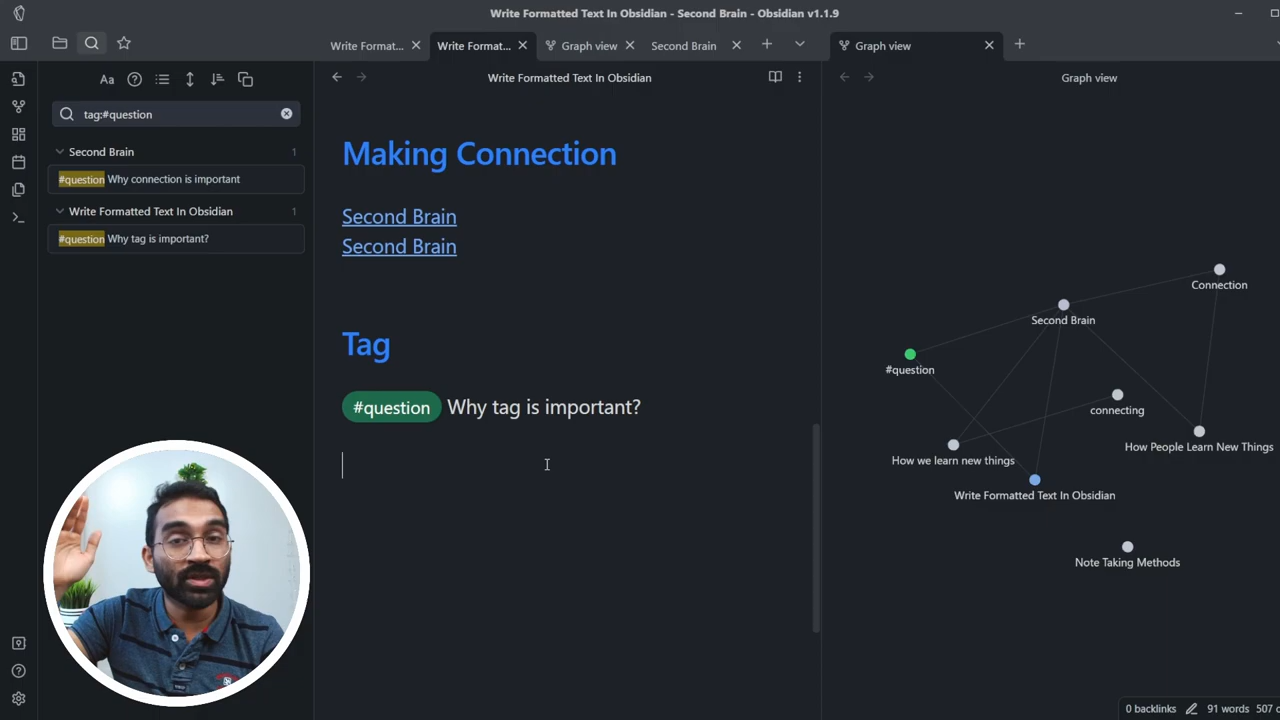 Write Formatted Text In Obsidian - Second Brain - Obsidian v1.1.9
Write Format...
Write Format...
Graph view
Second Brain
Graph view
Aa
Write Formatted Text In Obsidian
Graph view
tag:#question
Second Brain 1
#question Why connection is important
Write Formatted Text In Obsidian 1
#question Why tag is important?
Making Connection
Second Brain
Second Brain
Tag
#question Why tag is important?
Connection
Second Brain
#question
connecting
How People Learn New Things
How we learn new things
Write Formatted Text In Obsidian
Note Taking Methods
0 backlinks
91 words
507 c